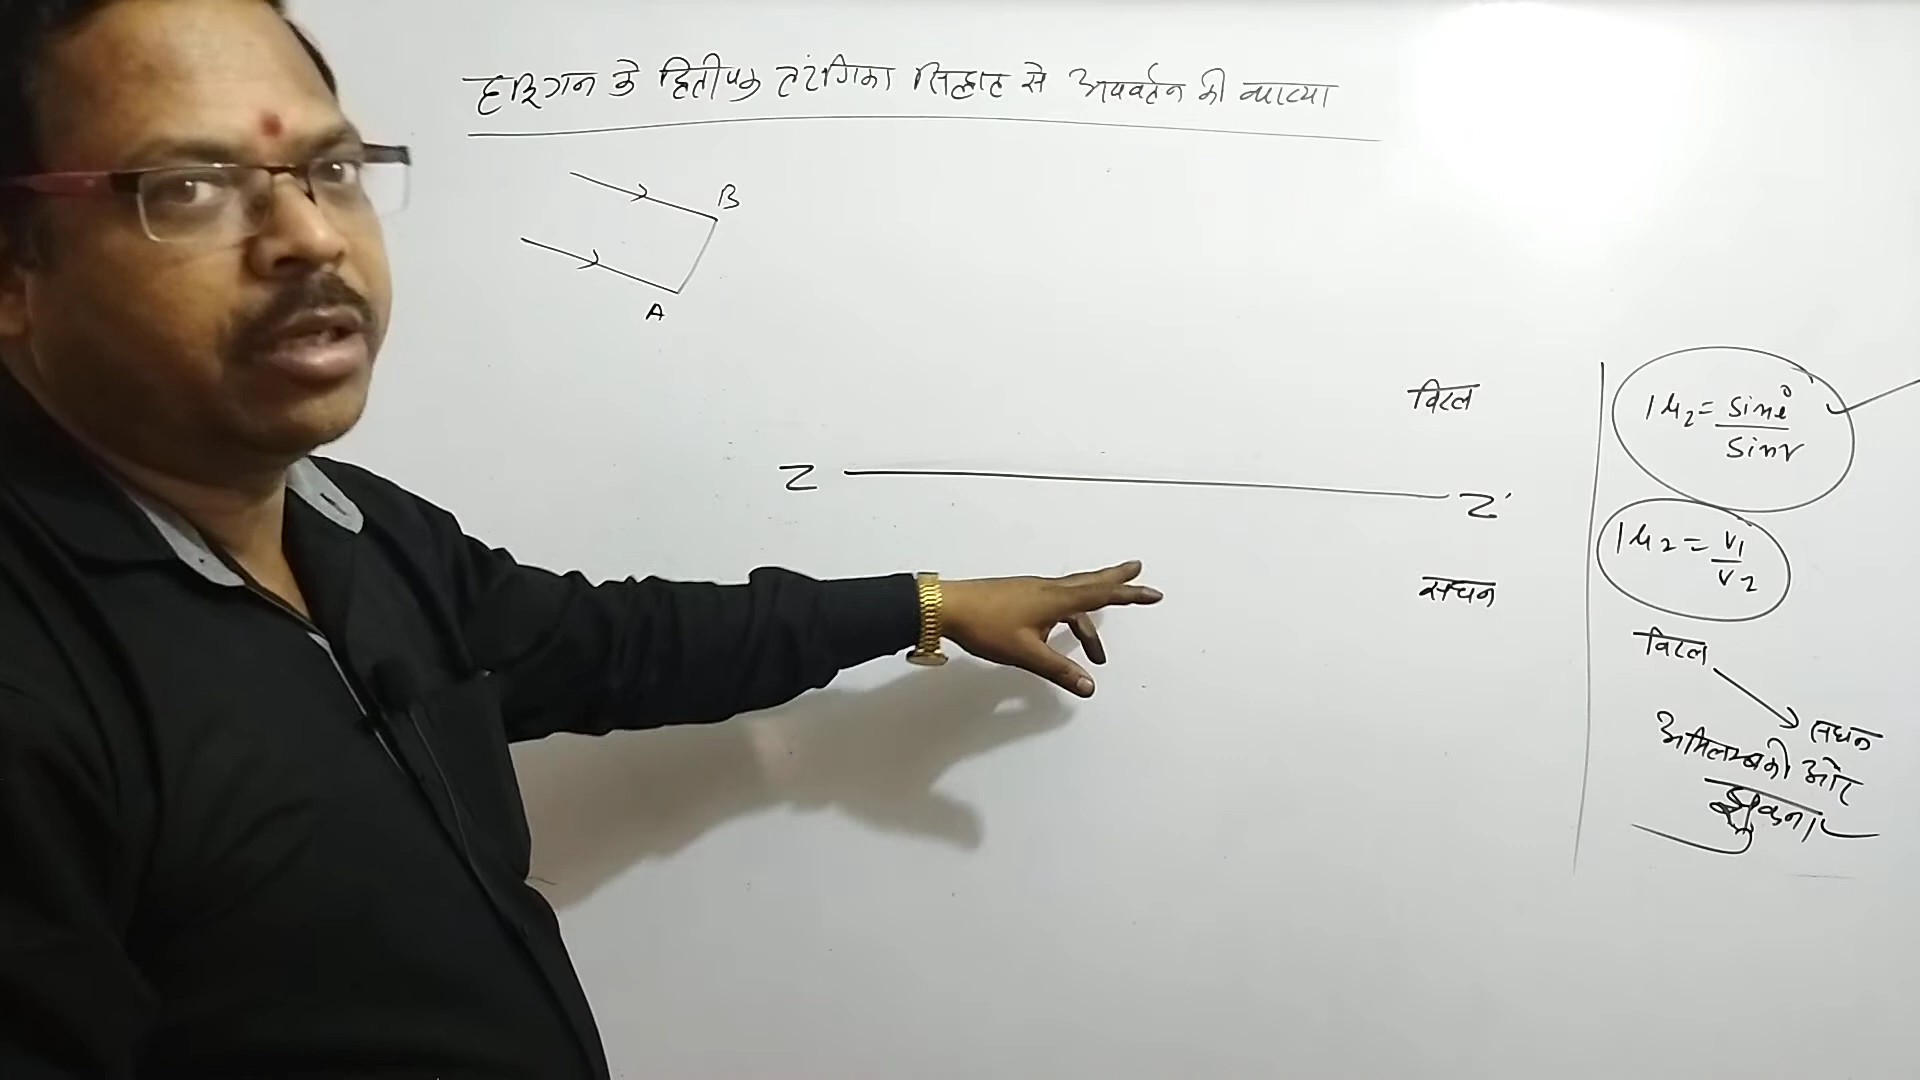 हाइगन के द्वितीयक तरंगिका सिद्धान्त से अपवर्तन की व्याख्या
B
A
विरल
Z Z'
सघन
1μ2 = sin i / sin r
1μ2 = v1 / v2
विरल
सघन
अभिलम्ब की ओर
झुकना